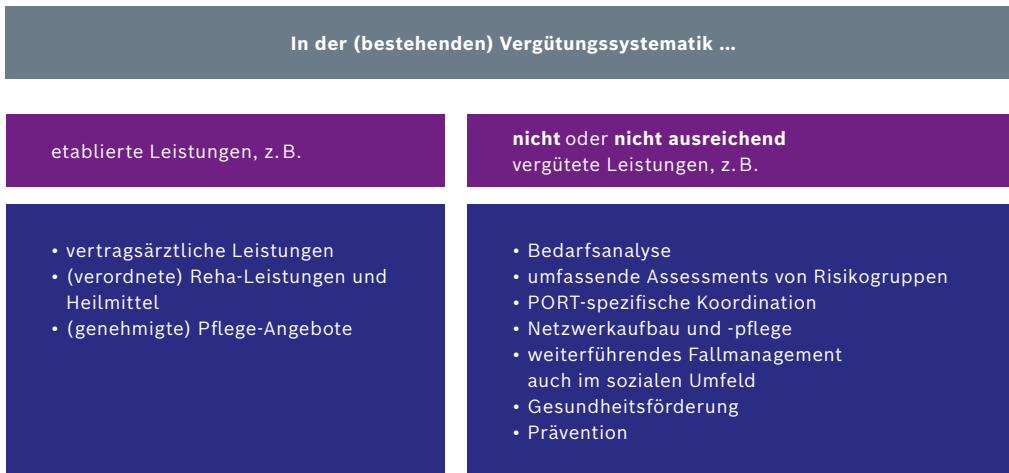 In der (bestehenden) Vergütungssystematik ...
etablierte Leistungen, z. B.
nicht oder nicht ausreichend
vergütete Leistungen, z. B.
• vertragsärztliche Leistungen
• (verordnete) Reha-Leistungen und
Heilmittel
• (genehmigte) Pflege-Angebote
• Bedarfsanalyse
• umfassende Assessments von Risikogruppen
• PORT-spezifische Koordination
• Netzwerkaufbau und -pflege
• weiterführendes Fallmanagement
auch im sozialen Umfeld
• Gesundheitsförderung
• Prävention